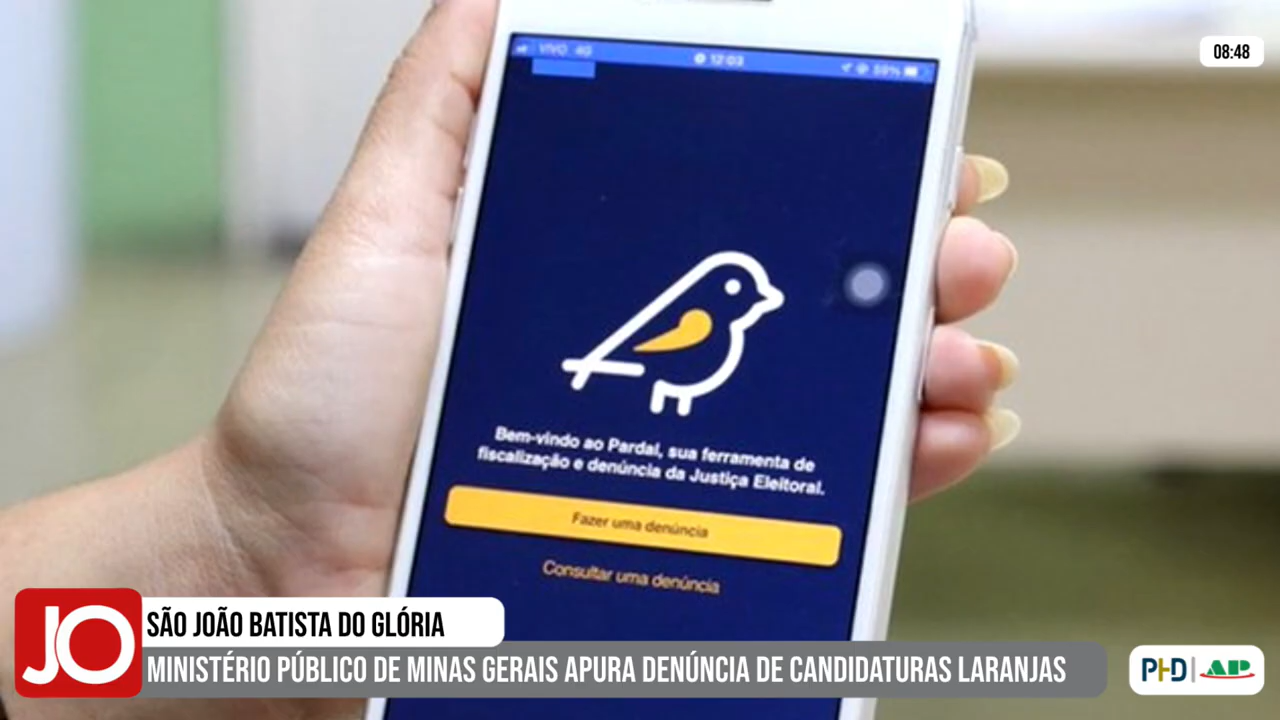 08:48
VIVO 4G
12:03
59%
Bem-vindo ao Pardal, sua ferramenta de
fiscalização e denúncia da Justiça Eleitoral.
Fazer uma denúncia
Consultar uma denúncia
JO
SÃO JOÃO BATISTA DO GLÓRIA
MINISTÉRIO PÚBLICO DE MINAS GERAIS APURA DENÚNCIA DE CANDIDATURAS LARANJAS
PHD | AP